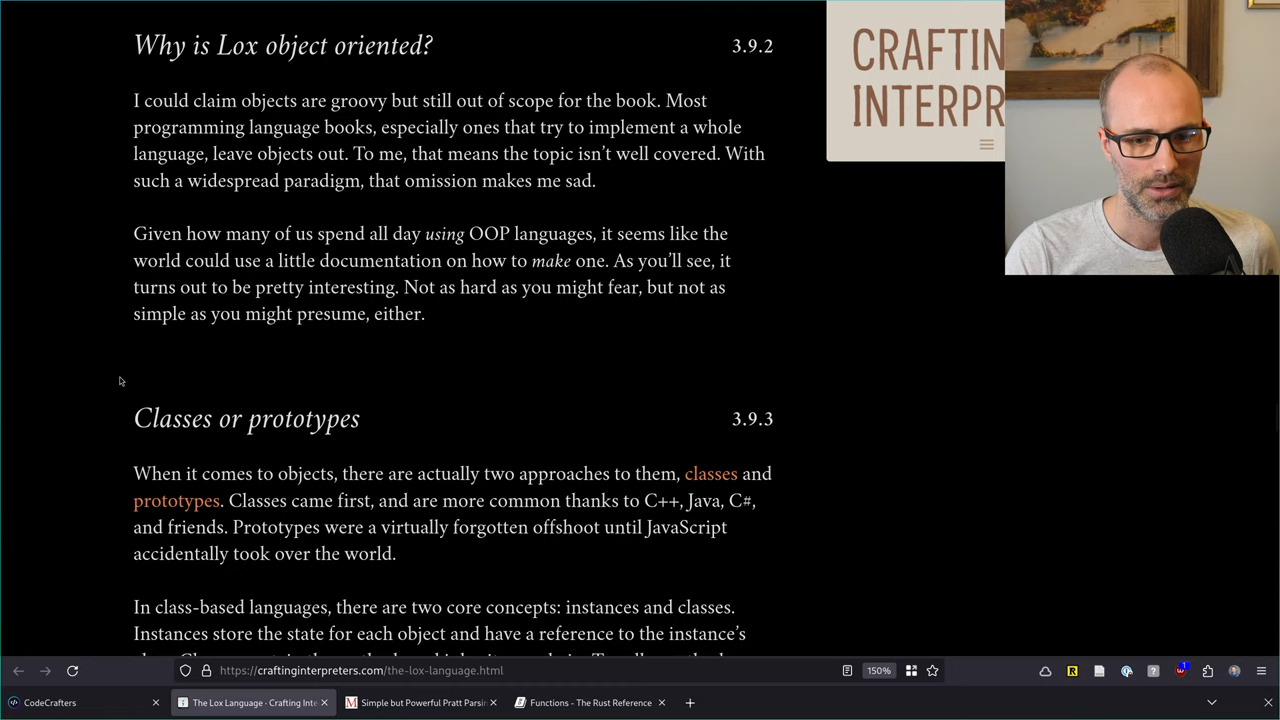 Why is Lox object oriented?
3.9.2
I could claim objects are groovy but still out of scope for the book. Most
programming language books, especially ones that try to implement a whole
language, leave objects out. To me, that means the topic isn’t well covered. With
such a widespread paradigm, that omission makes me sad.
Given how many of us spend all day using OOP languages, it seems like the
world could use a little documentation on how to make one. As you’ll see, it
turns out to be pretty interesting. Not as hard as you might fear, but not as
simple as you might presume, either.
Classes or prototypes
3.9.3
When it comes to objects, there are actually two approaches to them, classes and
prototypes. Classes came first, and are more common thanks to C++, Java, C#,
and friends. Prototypes were a virtually forgotten offshoot until JavaScript
accidentally took over the world.
In class-based languages, there are two core concepts: instances and classes.
Instances store the state for each object and have a reference to the instance’s
CRAFTIN
INTERPR
https://craftinginterpreters.com/the-lox-language.html
150%
1
CodeCrafters
The Lox Language · Crafting Inte
Simple but Powerful Pratt Parsin
Functions - The Rust Reference